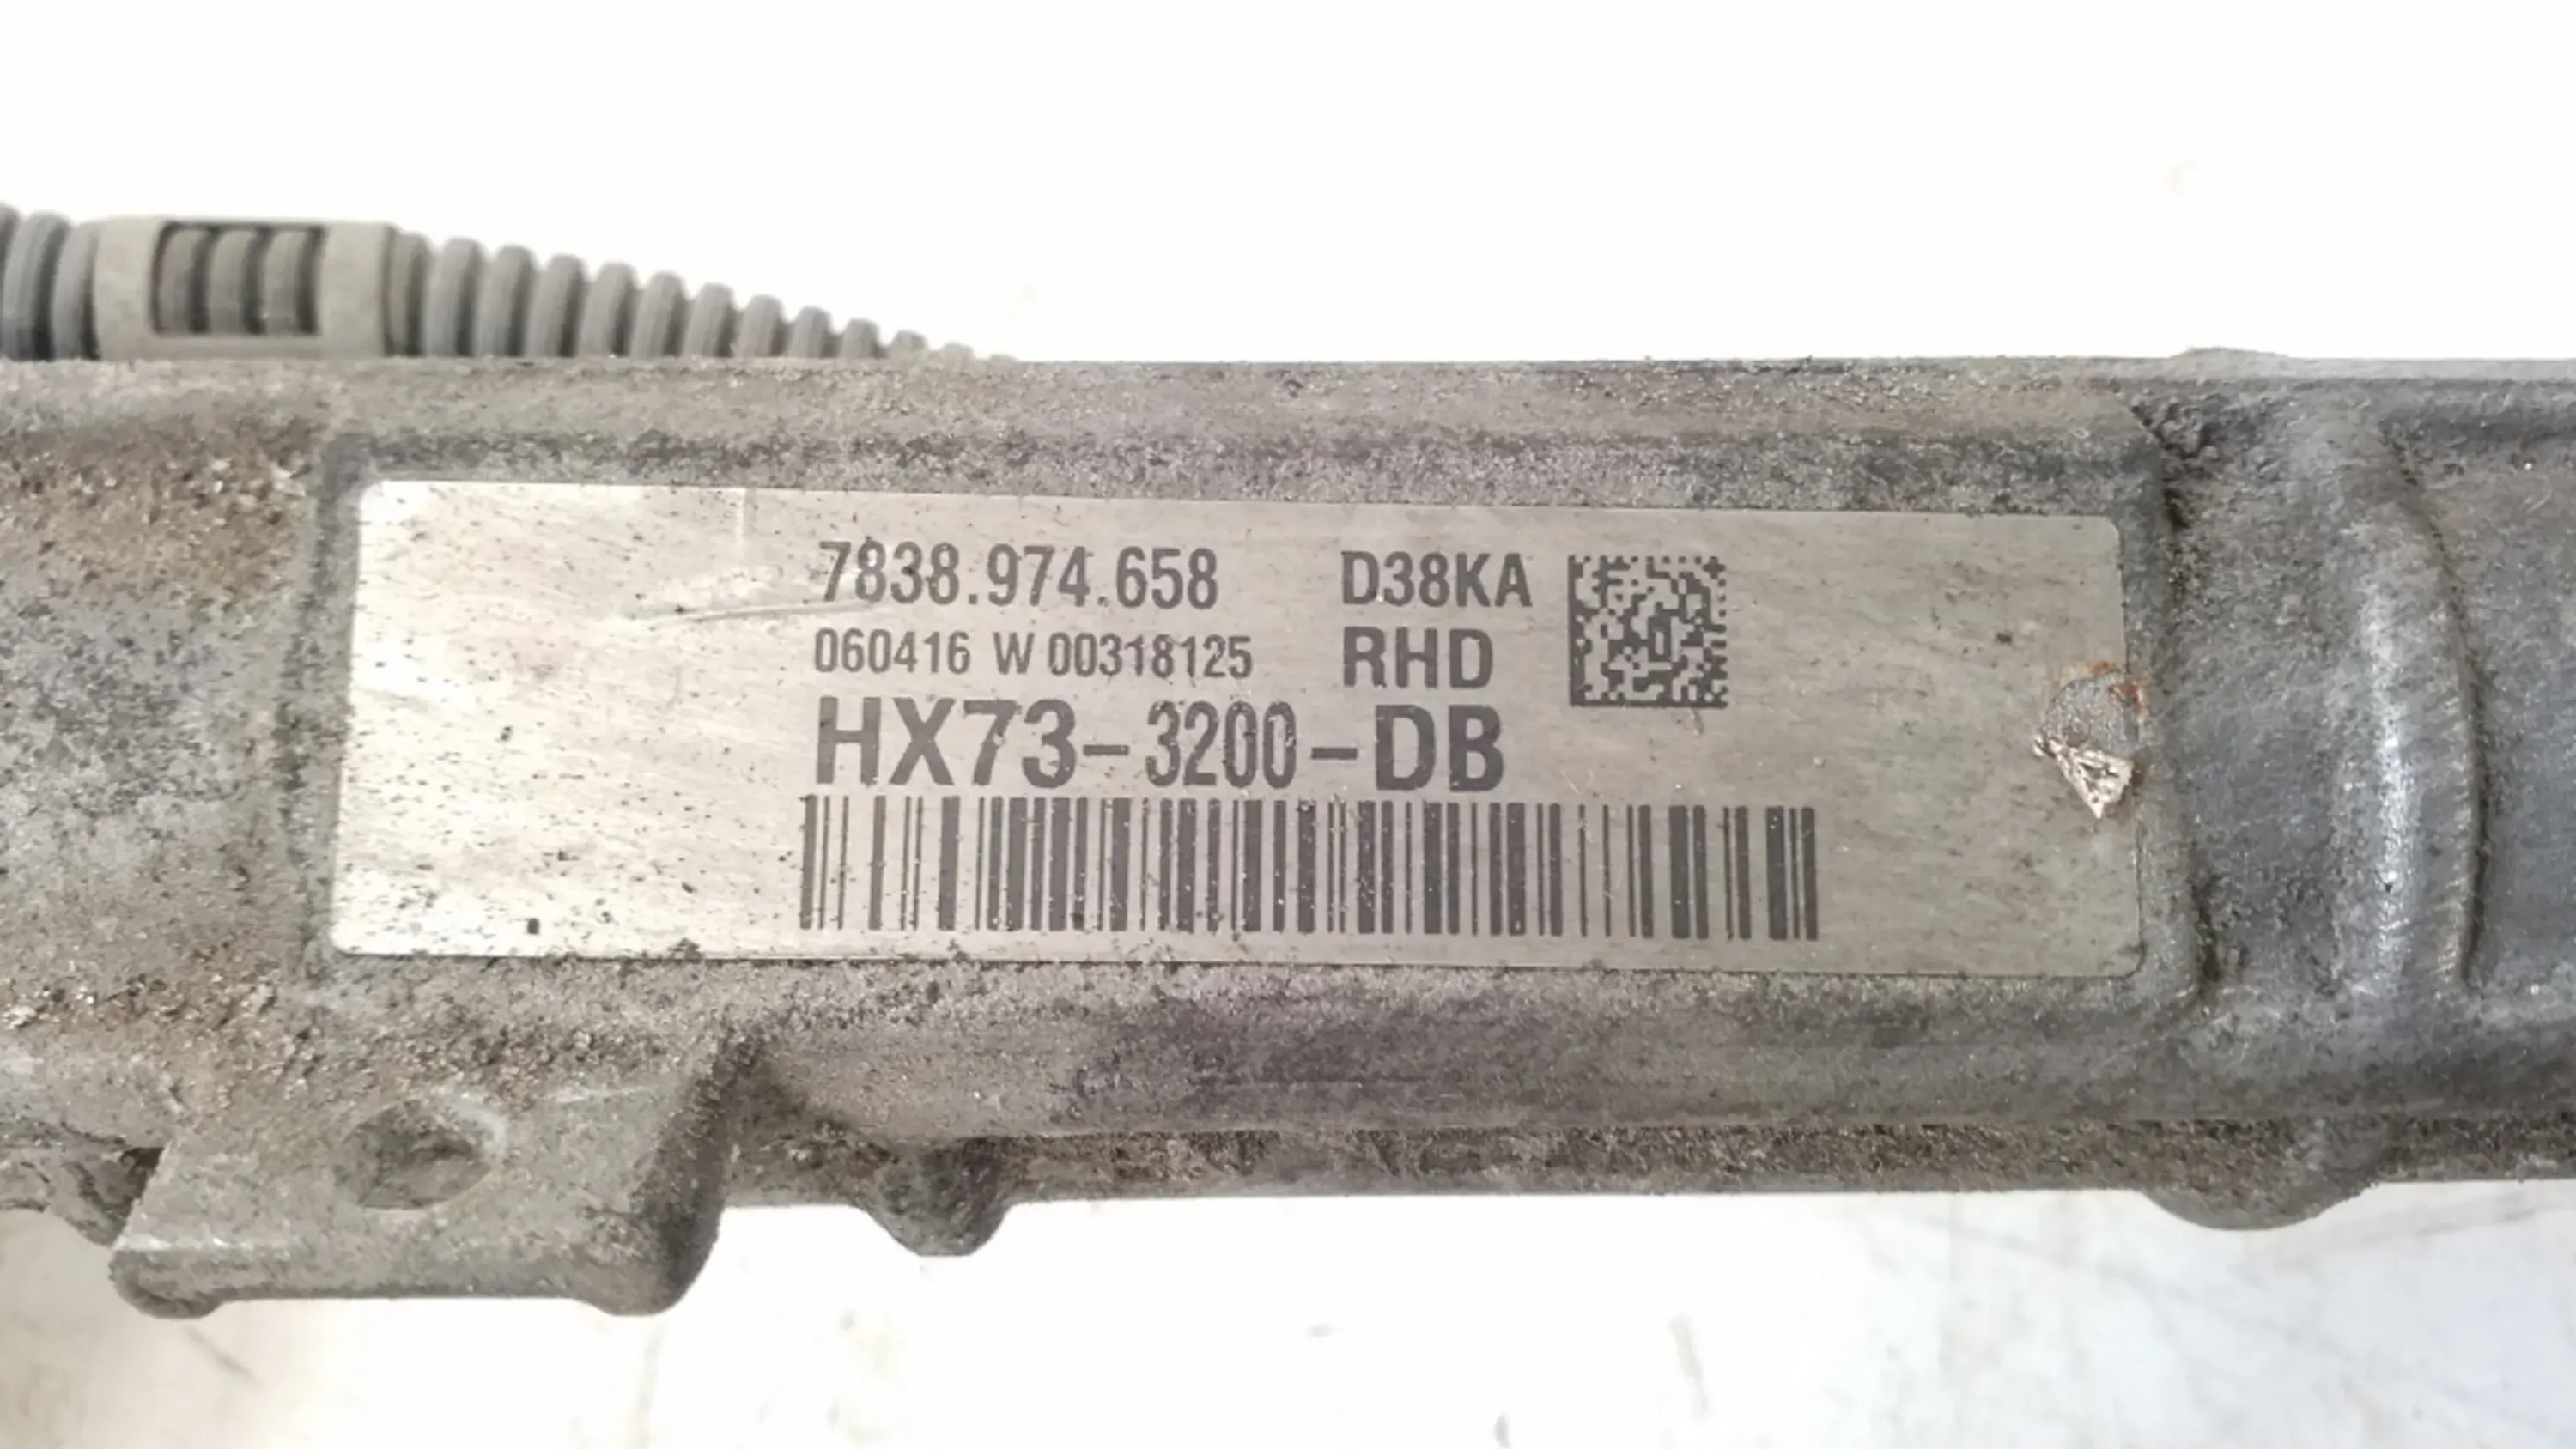 7838.974.658 D38KA
060416 W 00318125 RHD
HX73-3200-DB